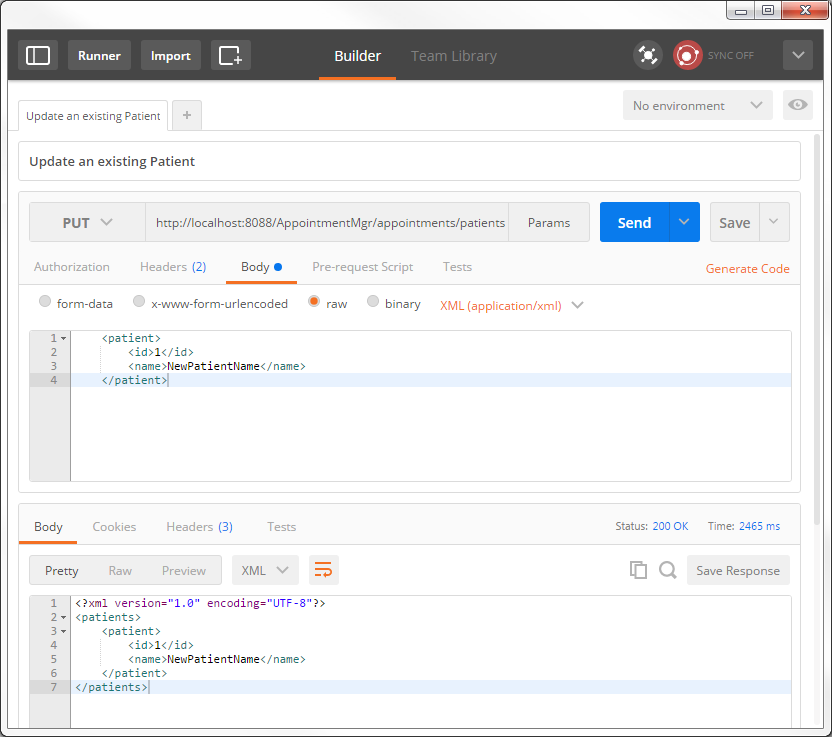 Runner Import Builder Team Library SYNC OFF
Update an existing Patient + No environment
Update an existing Patient
PUT http://localhost:8088/AppointmentMgr/appointments/patients Params Send Save
Authorization Headers (2) Body Pre-request Script Tests Generate Code
form-data x-www-form-urlencoded raw binary XML (application/xml)
1 <patient>
2 <id>1</id>
3 <name>NewPatientName</name>
4 </patient>
Body Cookies Headers (3) Tests Status: 200 OK Time: 2465 ms
Pretty Raw Preview XML Save Response
1 <?xml version="1.0" encoding="UTF-8"?>
2 <patients>
3 <patient>
4 <id>1</id>
5 <name>NewPatientName</name>
6 </patient>
7 </patients>